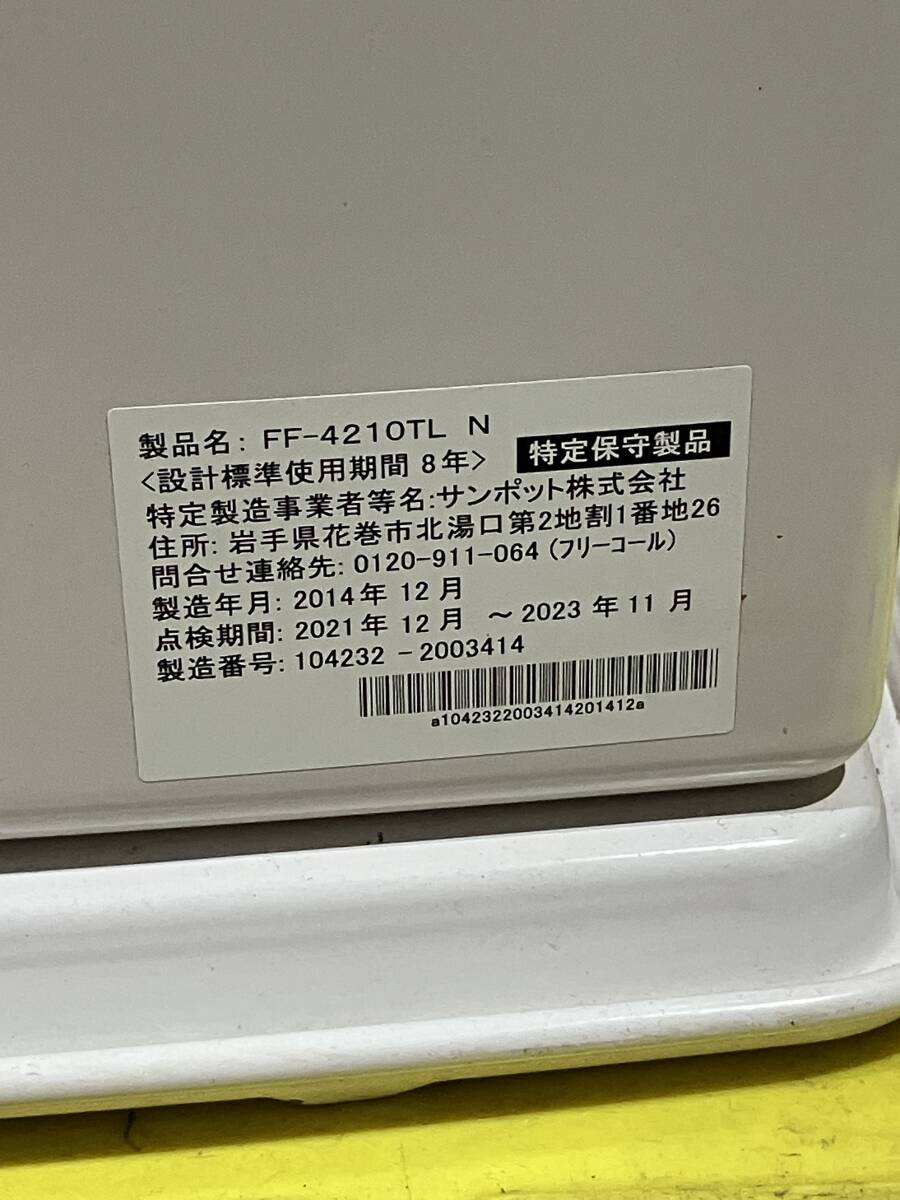 製品名: FF-4210TL N
<設計標準使用期間 8年> 特定保守製品
特定製造事業者等名:サンポット株式会社
住所: 岩手県花巻市北湯口第2地割1番地26
問合せ連絡先: 0120-911-064 (フリーコール)
製造年月: 2014年 12月
点検期間: 2021年 12月 ～2023年11月
製造番号: 104232 -2003414
a1042322003414201412a